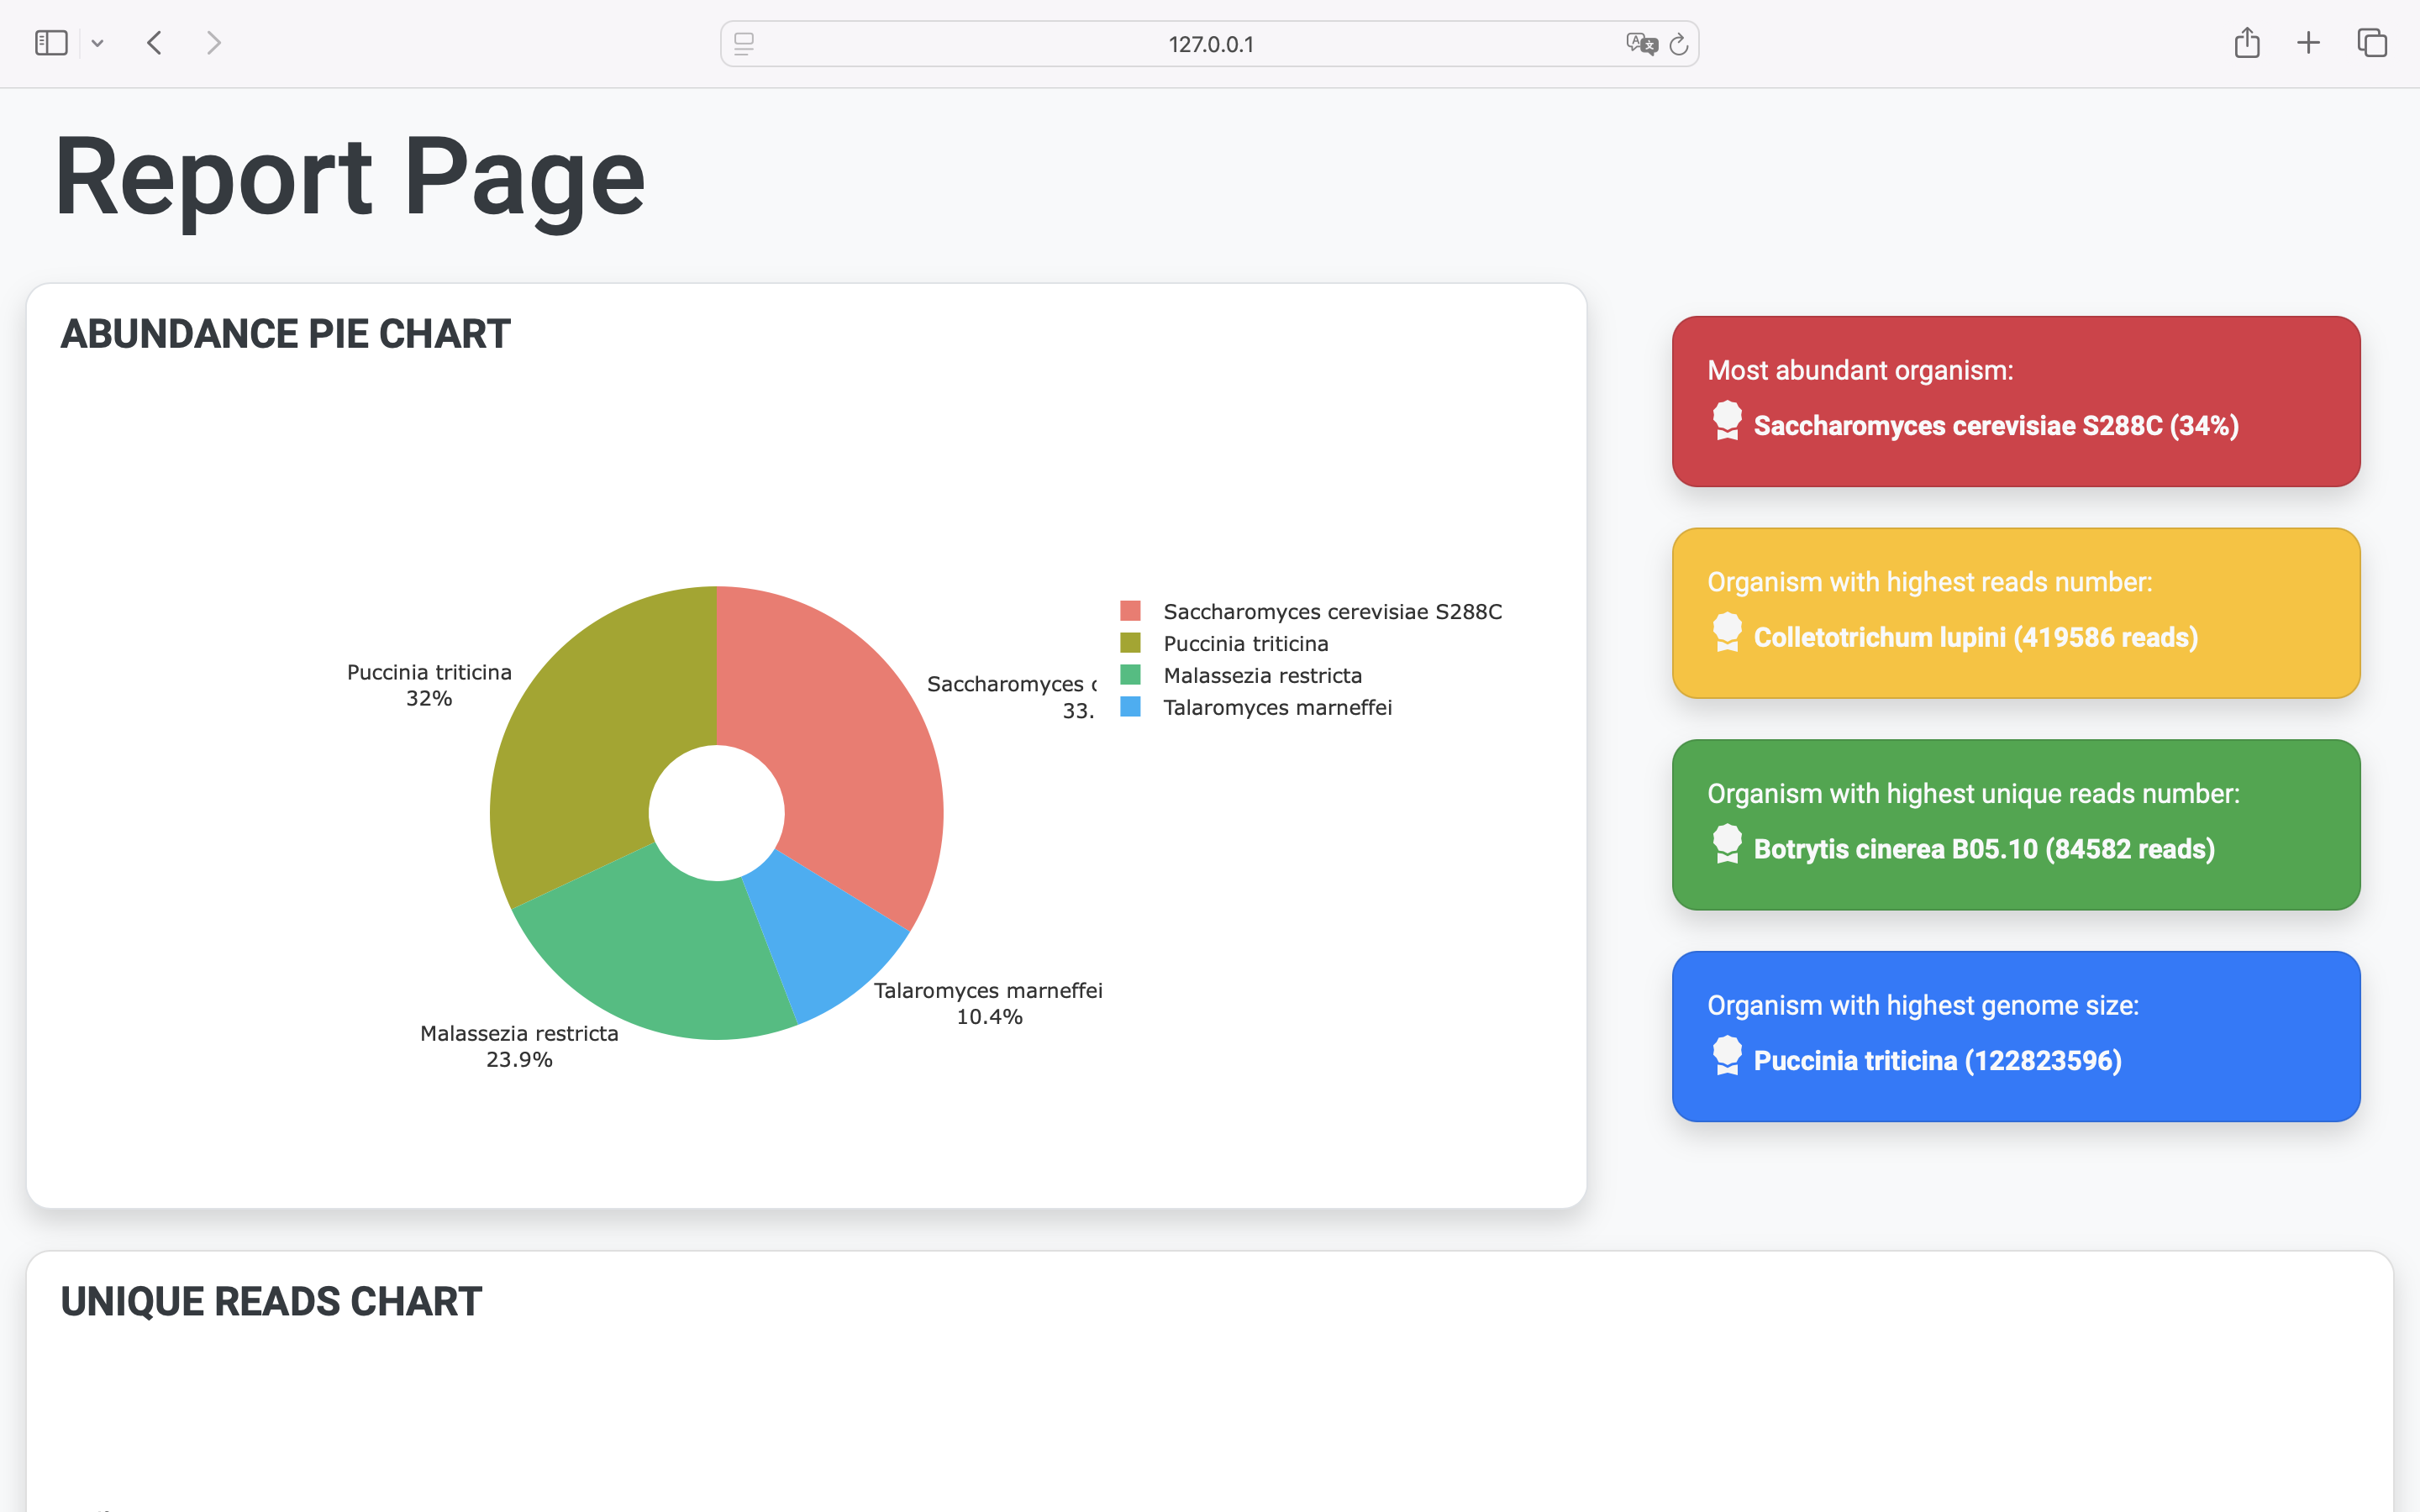 127.0.0.1
Report Page
ABUNDANCE PIE CHART
Puccinia triticina
32%
Saccharomyces
33.
Talaromyces marneffei
10.4%
Malassezia restricta
23.9%
Saccharomyces cerevisiae S288C
Puccinia triticina
Malassezia restricta
Talaromyces marneffei
Most abundant organism:
Saccharomyces cerevisiae S288C (34%)
Organism with highest reads number:
Colletotrichum lupini (419586 reads)
Organism with highest unique reads number:
Botrytis cinerea B05.10 (84582 reads)
Organism with highest genome size:
Puccinia triticina (122823596)
UNIQUE READS CHART